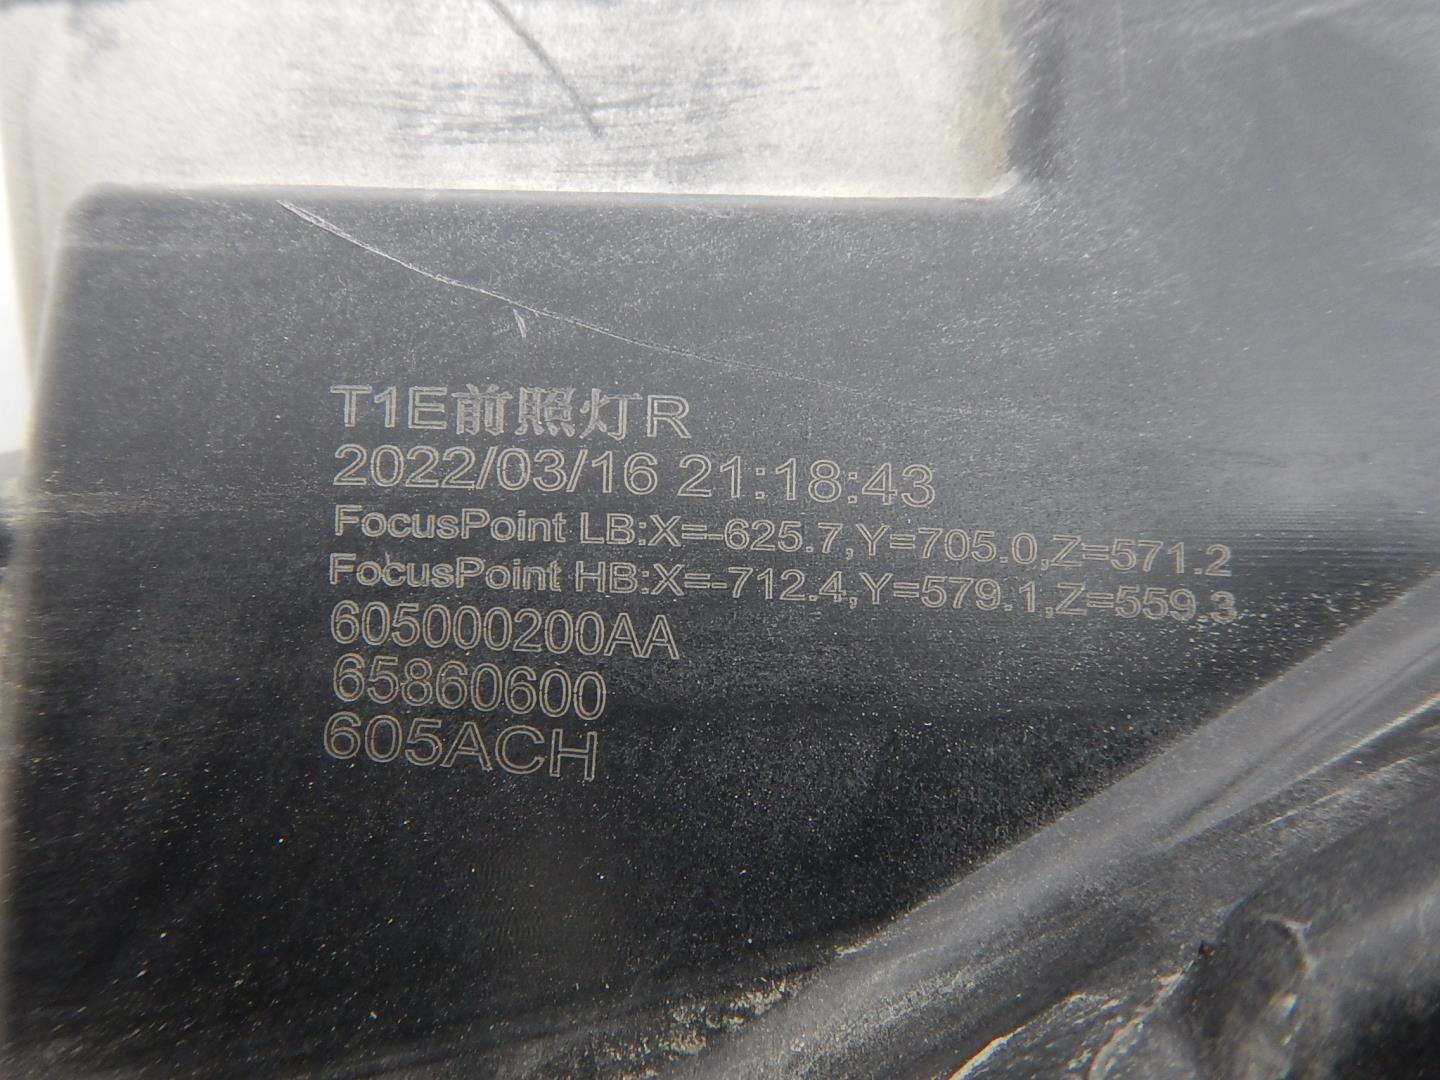 T1E前照灯R
2022/03/16 21:18:43
FocusPoint LB:X=-625.7,Y=705.0,Z=571.2
FocusPoint HB:X=-712.4,Y=579.1,Z=559.3
605000200AA
65860600
605ACH